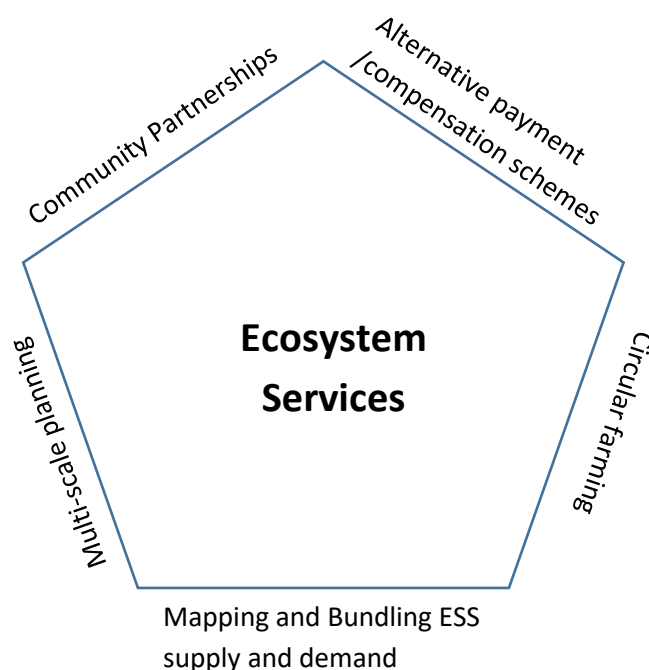 Community Partnerships
Alternative payment
/compensation schemes
Ecosystem
Services
Multi-scale planning
Circular farming
Mapping and Bundling ESS
supply and demand